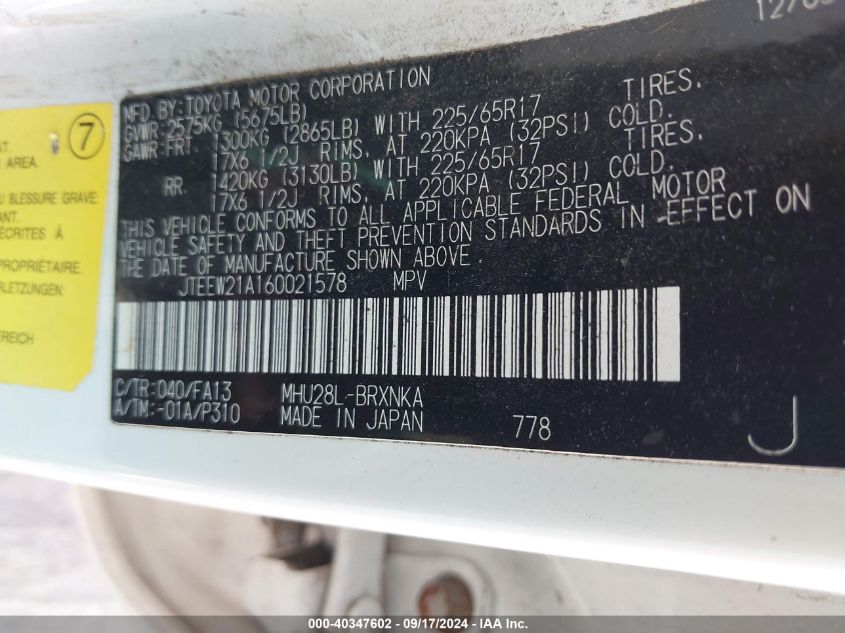 12/05
MFD. BY: TOYOTA MOTOR CORPORATION
GVWR: 2575KG (5675LB)
GAWR: FRT. 1300KG (2865LB) WITH 225/65R17 TIRES.
17X6 1/2J RIMS, AT 220KPA (32PSI) COLD.
RR. 1420KG (3130LB) WITH 225/65R17 TIRES.
17X6 1/2J RIMS, AT 220KPA (32PSI) COLD.
THIS VEHICLE CONFORMS TO ALL APPLICABLE FEDERAL MOTOR
VEHICLE SAFETY AND THEFT PREVENTION STANDARDS IN EFFECT ON
THE DATE OF MANUFACTURE SHOWN ABOVE.
JTEEW21A160021578 MPV
C/TR: 040/FA13 MHU28L-BRXNKA
A/TM: -01A/P310 MADE IN JAPAN 778
J
7
AREA.
BLESSURE GRAVE
ANT.
À
PROPRIÉTAIRE
000-40347602 - 09/17/2024 - IAA Inc.